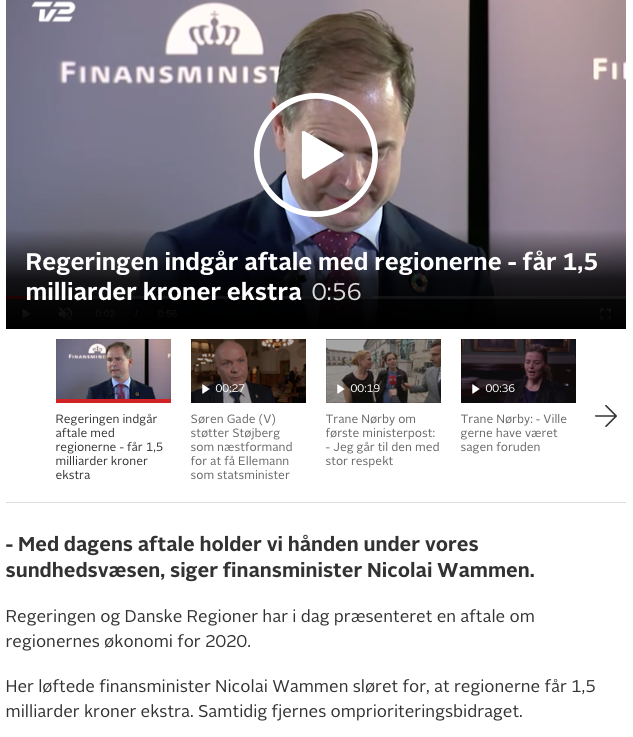 TV2
FINANSMINIST
FI
Regeringen indgår aftale med regionerne - får 1,5
milliarder kroner ekstra 0:56
0:02 / 0:56
FINANSMINIST
00:27
00:19
00:36
Regeringen indgår
aftale med
regionerne - får 1,5
milliarder kroner
ekstra
Søren Gade (V)
støtter Støjberg
som næstformand
for at få Ellemann
som statsminister
Trane Nørby om
første ministerpost:
- Jeg går til den med
stor respekt
Trane Nørby: - Ville
gerne have været
sagen foruden
- Med dagens aftale holder vi hånden under vores
sundhedsvæsen, siger finansminister Nicolai Wammen.
Regeringen og Danske Regioner har i dag præsenteret en aftale om
regionernes økonomi for 2020.
Her løftede finansminister Nicolai Wammen sløret for, at regionerne får 1,5
milliarder kroner ekstra. Samtidig fjernes omprioriteringsbidraget.